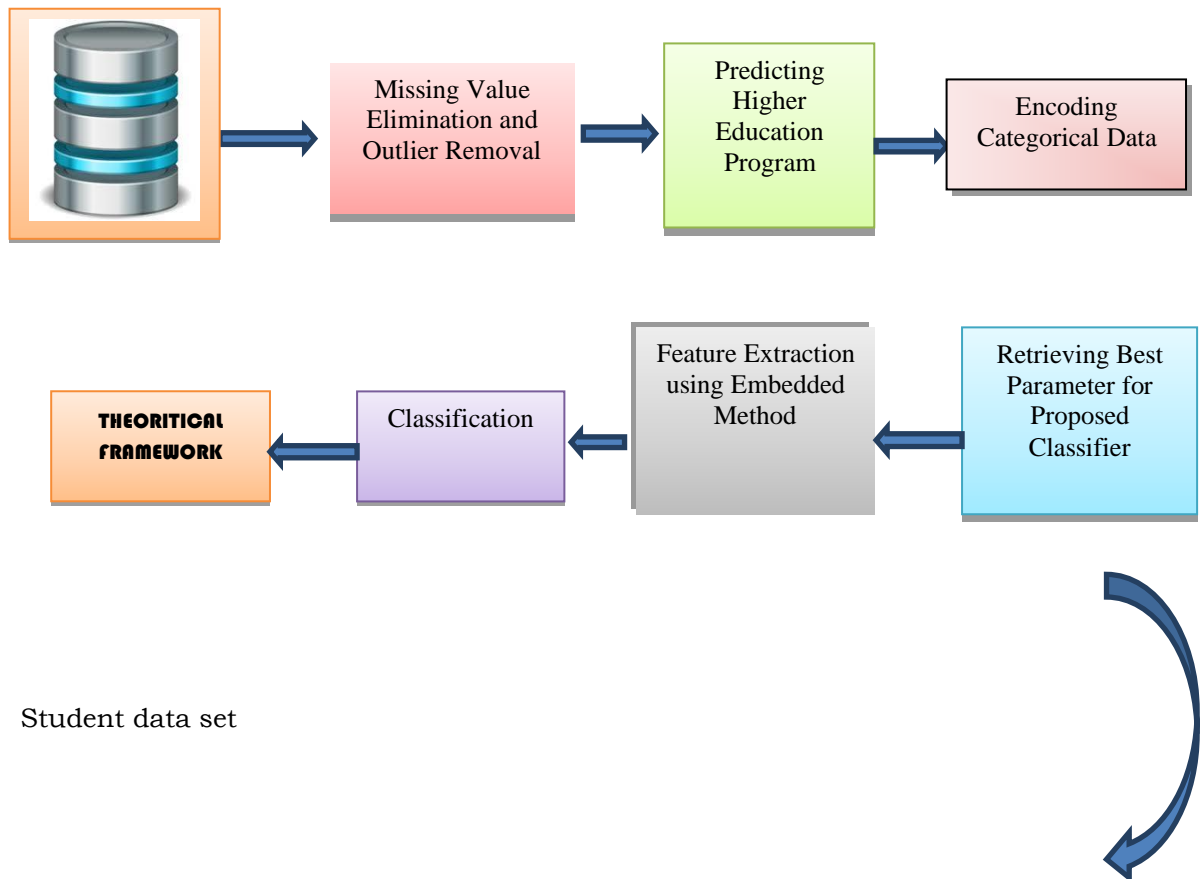 Missing Value
Elimination and
Outlier Removal
Predicting
Higher
Education
Program
Encoding
Categorical Data
THEORITICAL
FRAMEWORK
Classification
Feature Extraction
using Embedded
Method
Retrieving Best
Parameter for
Proposed
Classifier
Student data set